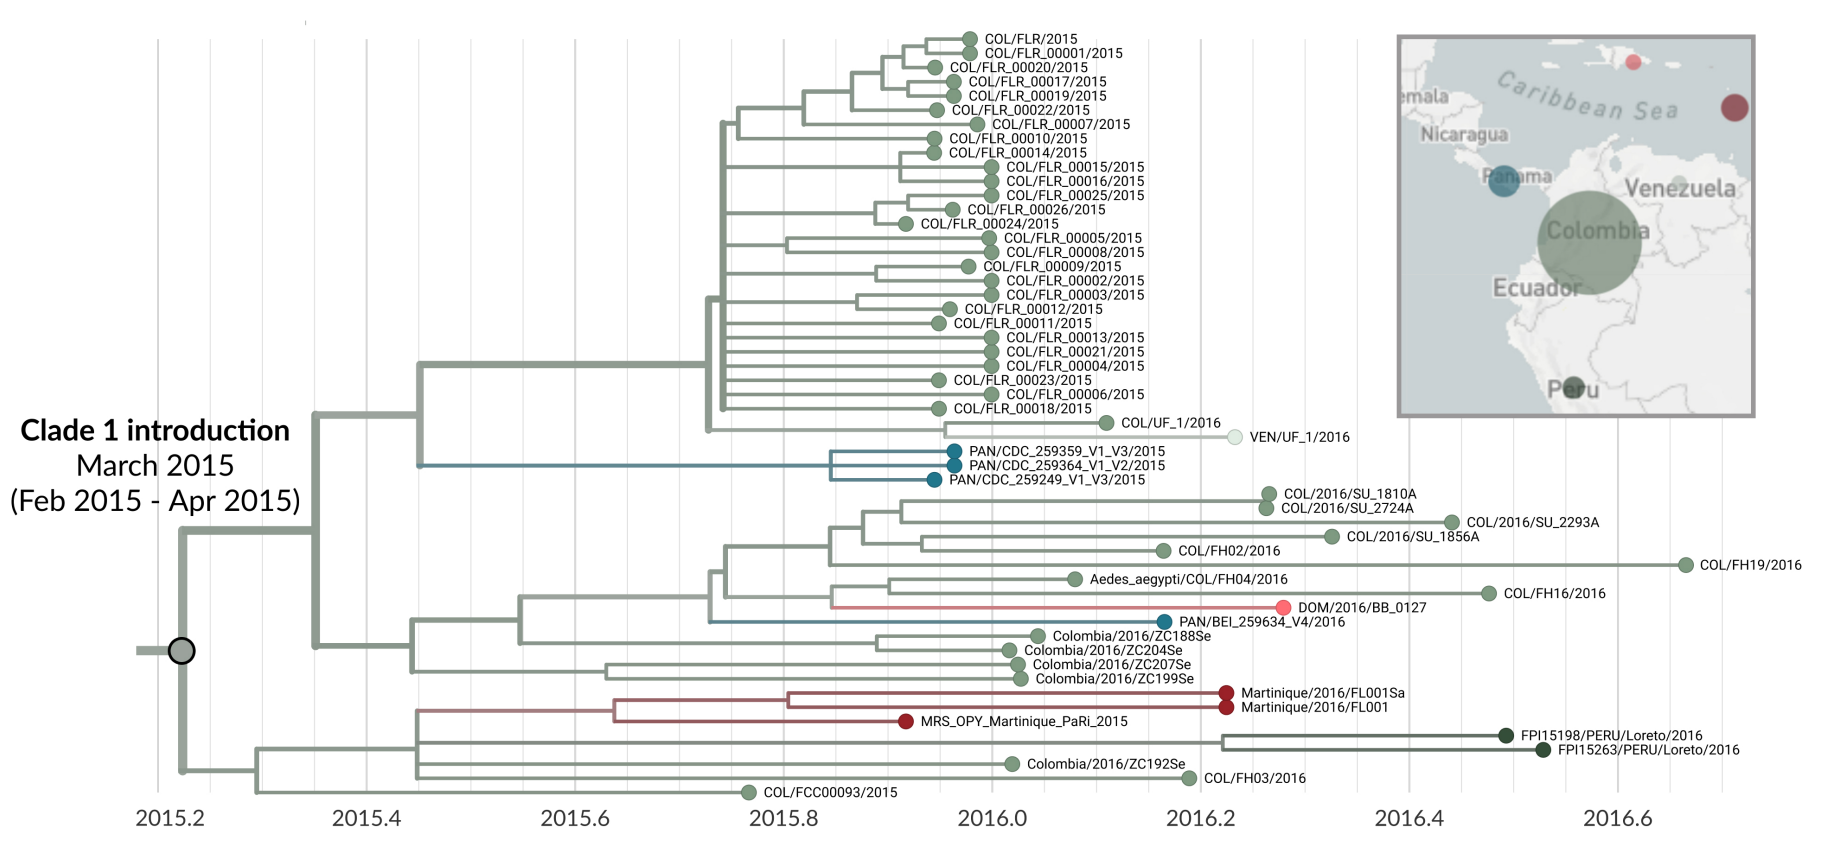 COL/FLR/2015
COL/FLR_00001/2015
COL/FLR_00020/2015
COL/FLR_00017/2015
COL/FLR_00019/2015
COL/FLR_00022/2015
COL/FLR_00007/2015
COL/FLR_00010/2015
COL/FLR_00014/2015
COL/FLR_00015/2015
COL/FLR_00016/2015
COL/FLR_00025/2015
COL/FLR_00026/2015
COL/FLR_00024/2015
COL/FLR_00005/2015
COL/FLR_00008/2015
COL/FLR_00009/2015
COL/FLR_00002/2015
COL/FLR_00003/2015
COL/FLR_00012/2015
COL/FLR_00011/2015
COL/FLR_00013/2015
COL/FLR_00021/2015
COL/FLR_00004/2015
COL/FLR_00023/2015
COL/FLR_00006/2015
COL/FLR_00018/2015
COL/UF_1/2016
VEN/UF_1/2016
PAN/CDC_259359_V1_V3/2015
PAN/CDC_259364_V1_V2/2015
PAN/CDC_259249_V1_V3/2015
COL/2016/SU_1810A
COL/2016/SU_2724A
COL/2016/SU_2293A
COL/2016/SU_1856A
COL/FH02/2016
COL/FH19/2016
Aedes_aegypti/COL/FH04/2016
COL/FH16/2016
DOM/2016/BB_0127
PAN/BEI_259634_V4/2016
Colombia/2016/ZC188Se
Colombia/2016/ZC204Se
Colombia/2016/ZC207Se
Colombia/2016/ZC199Se
Martinique/2016/FL001Sa
Martinique/2016/FL001
MRS_OPY_Martinique_PaRi_2015
FPI15198/PERU/Loreto/2016
FPI15263/PERU/Loreto/2016
Colombia/2016/ZC192Se
COL/FH03/2016
COL/FCC00093/2015
Clade 1 introduction
March 2015
(Feb 2015 - Apr 2015)
2015.2 2015.4 2015.6 2015.8 2016.0 2016.2 2016.4 2016.6
Caribbean Sea
emala
Nicaragua
Panama
Venezuela
Colombia
Ecuador
Peru